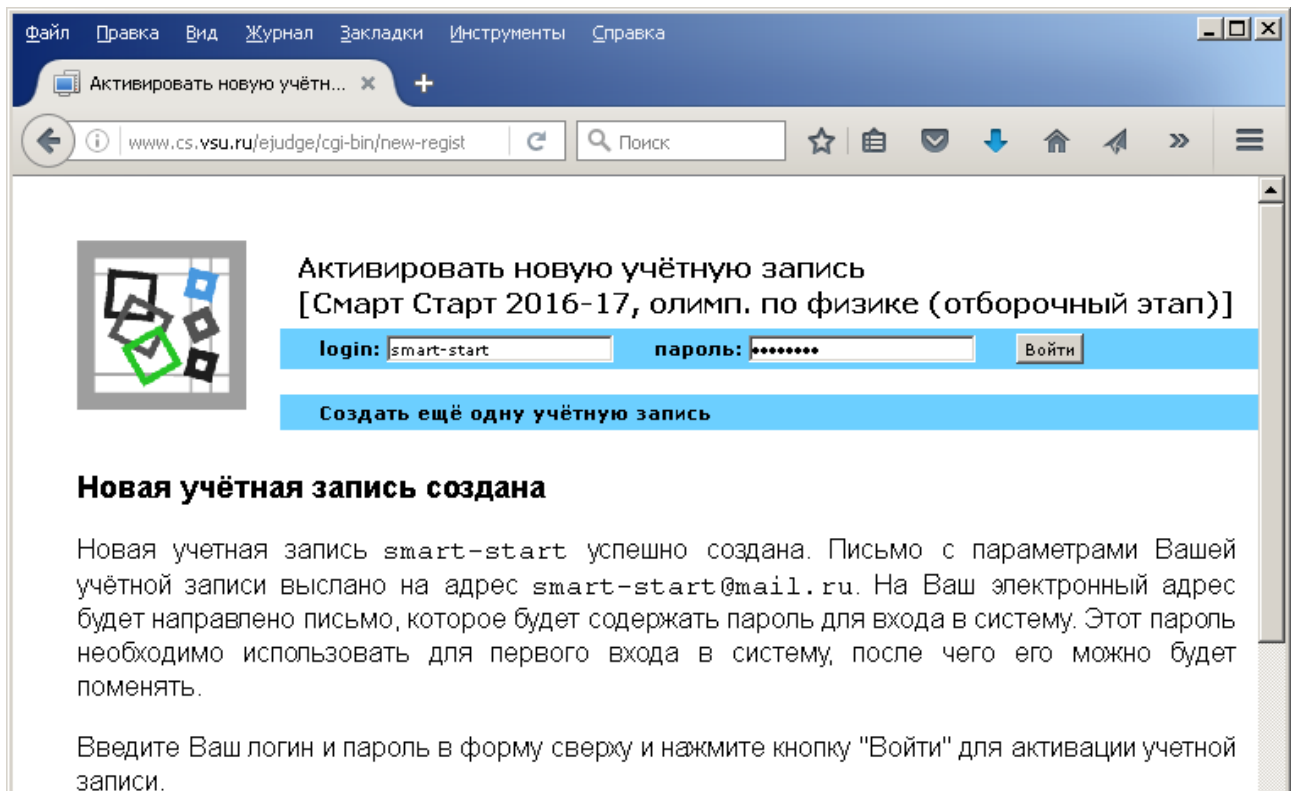 Файл Правка Вид Журнал Закладки Инструменты Справка
Активировать новую учётн...
www.cs.vsu.ru/ejudge/cgi-bin/new-regist Поиск
Активировать новую учётную запись
[Смарт Старт 2016-17, олимп. по физике (отборочный этап)]
login: smart-start пароль: •••••••• Войти
Создать ещё одну учётную запись
Новая учётная запись создана
Новая учетная запись smart-start успешно создана. Письмо с параметрами Вашей
учётной записи выслано на адрес smart-start@mail.ru. На Ваш электронный адрес
будет направлено письмо, которое будет содержать пароль для входа в систему. Этот пароль
необходимо использовать для первого входа в систему, после чего его можно будет
поменять.
Введите Ваш логин и пароль в форму сверху и нажмите кнопку "Войти" для активации учетной
записи.